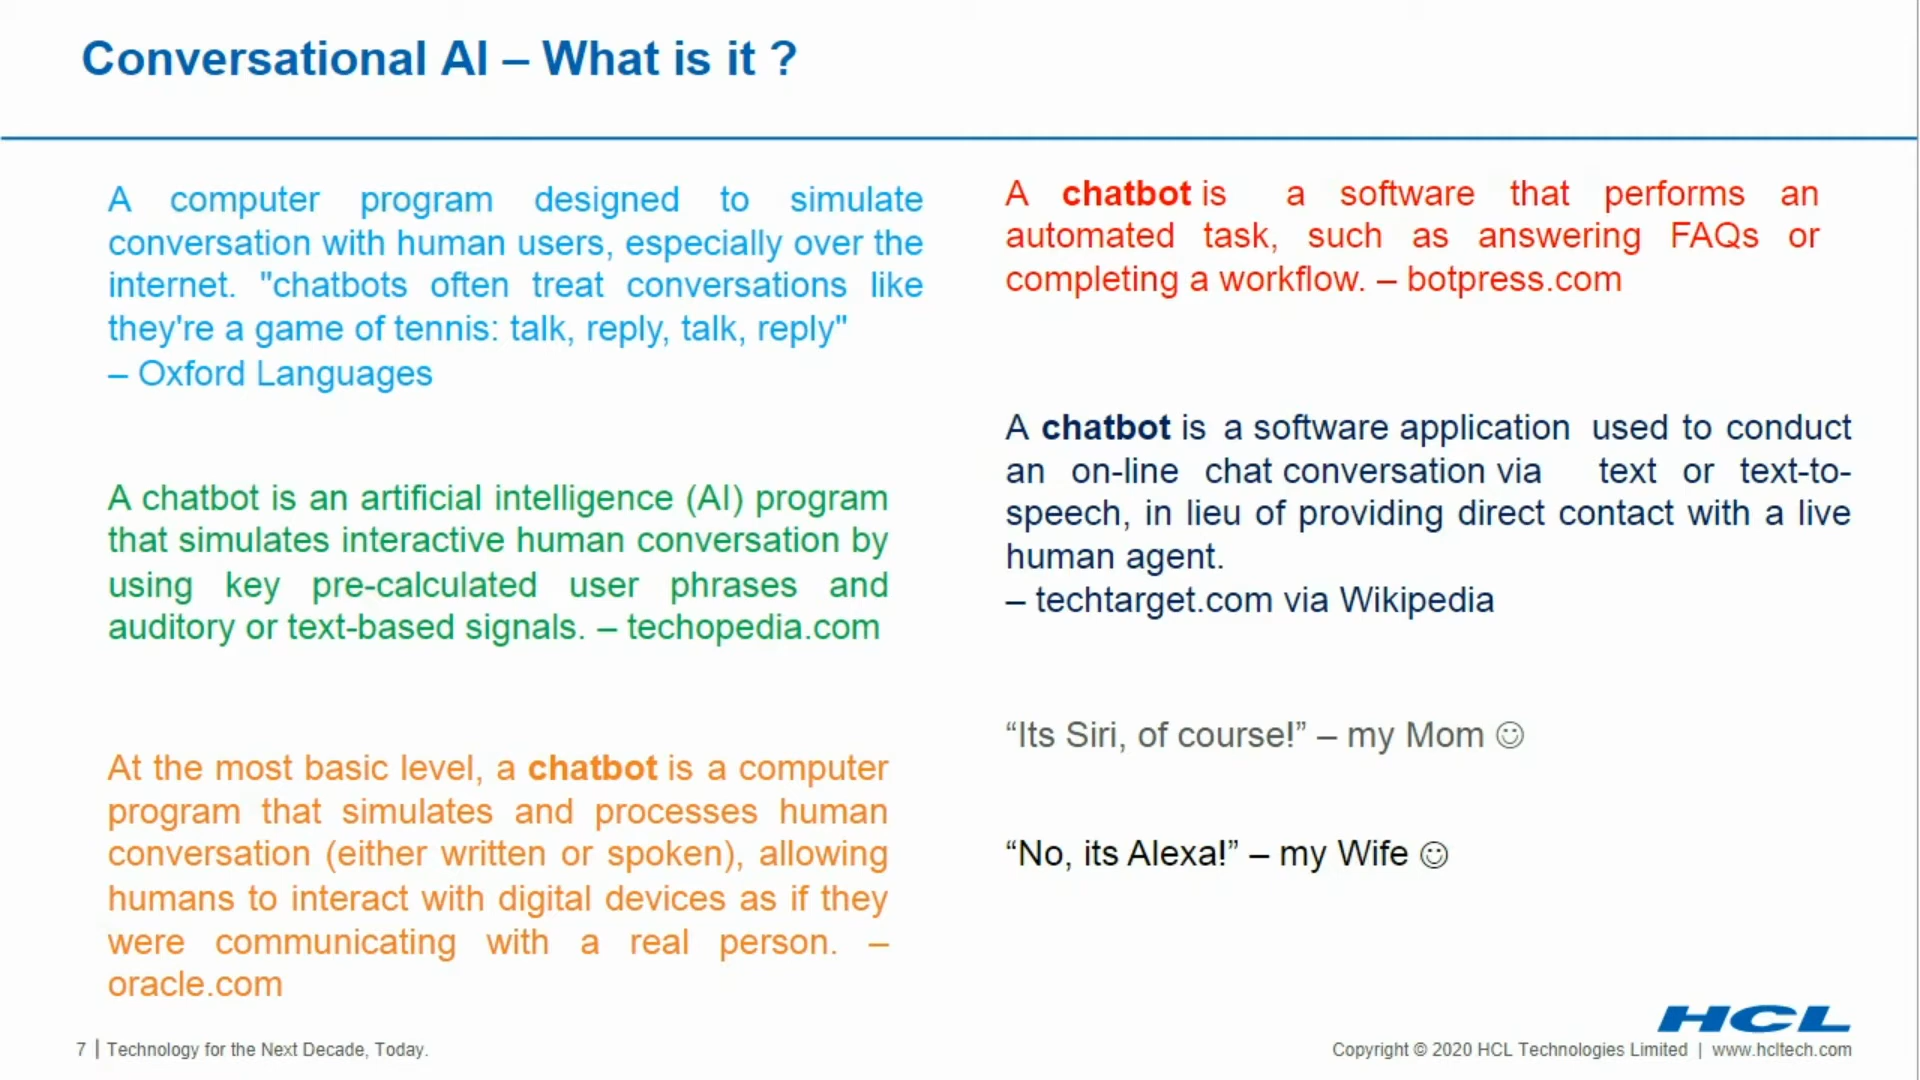 Conversational AI – What is it ?
A computer program designed to simulate
conversation with human users, especially over the
internet. "chatbots often treat conversations like
they're a game of tennis: talk, reply, talk, reply"
– Oxford Languages
A chatbot is an artificial intelligence (AI) program
that simulates interactive human conversation by
using key pre-calculated user phrases and
auditory or text-based signals. – techopedia.com
At the most basic level, a chatbot is a computer
program that simulates and processes human
conversation (either written or spoken), allowing
humans to interact with digital devices as if they
were communicating with a real person. –
oracle.com
A chatbot is a software that performs an
automated task, such as answering FAQs or
completing a workflow. – botpress.com
A chatbot is a software application used to conduct
an on-line chat conversation via text or text-to-
speech, in lieu of providing direct contact with a live
human agent.
– techtarget.com via Wikipedia
“Its Siri, of course!” – my Mom ☺
“No, its Alexa!” – my Wife ☺
HCL
7 | Technology for the Next Decade, Today.
Copyright © 2020 HCL Technologies Limited | www.hcltech.com